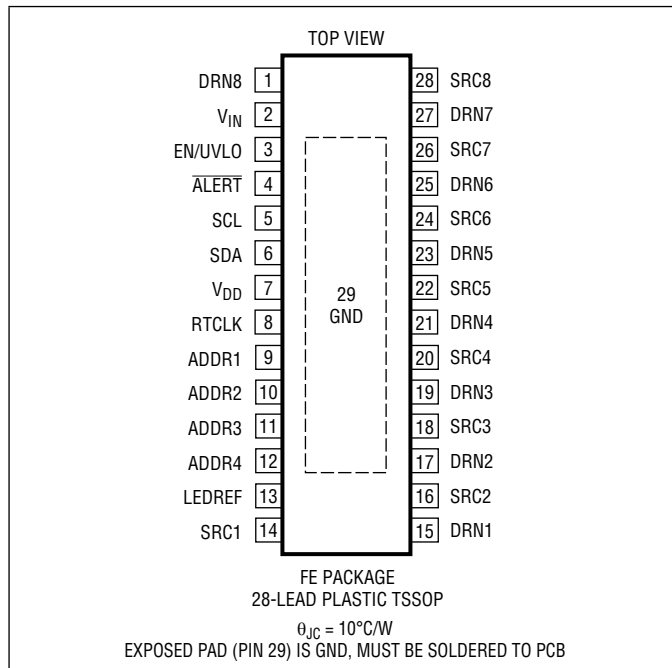 TOP VIEW
DRN8 1 28 SRC8
VIN 2 27 DRN7
EN/UVLO 3 26 SRC7
ALERT 4 25 DRN6
SCL 5 24 SRC6
SDA 6 23 DRN5
VDD 7 22 SRC5
29
GND
RTCLK 8 21 DRN4
ADDR1 9 20 SRC4
ADDR2 10 19 DRN3
ADDR3 11 18 SRC3
ADDR4 12 17 DRN2
LEDREF 13 16 SRC2
SRC1 14 15 DRN1
FE PACKAGE
28-LEAD PLASTIC TSSOP
θJC = 10°C/W
EXPOSED PAD (PIN 29) IS GND, MUST BE SOLDERED TO PCB